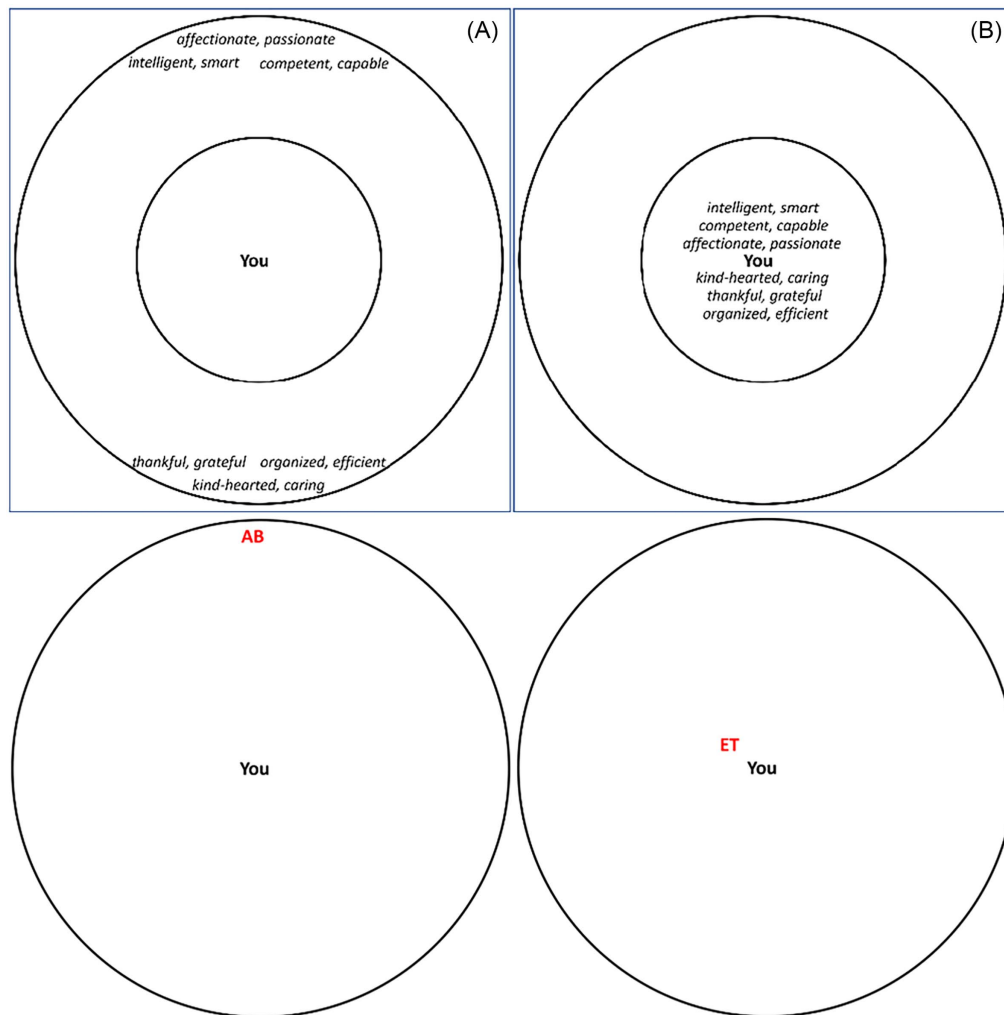 (A)
affectionate, passionate
intelligent, smart competent, capable
You
thankful, grateful organized, efficient
kind-hearted, caring
(B)
intelligent, smart
competent, capable
affectionate, passionate
You
kind-hearted, caring
thankful, grateful
organized, efficient
AB
You
ET
You